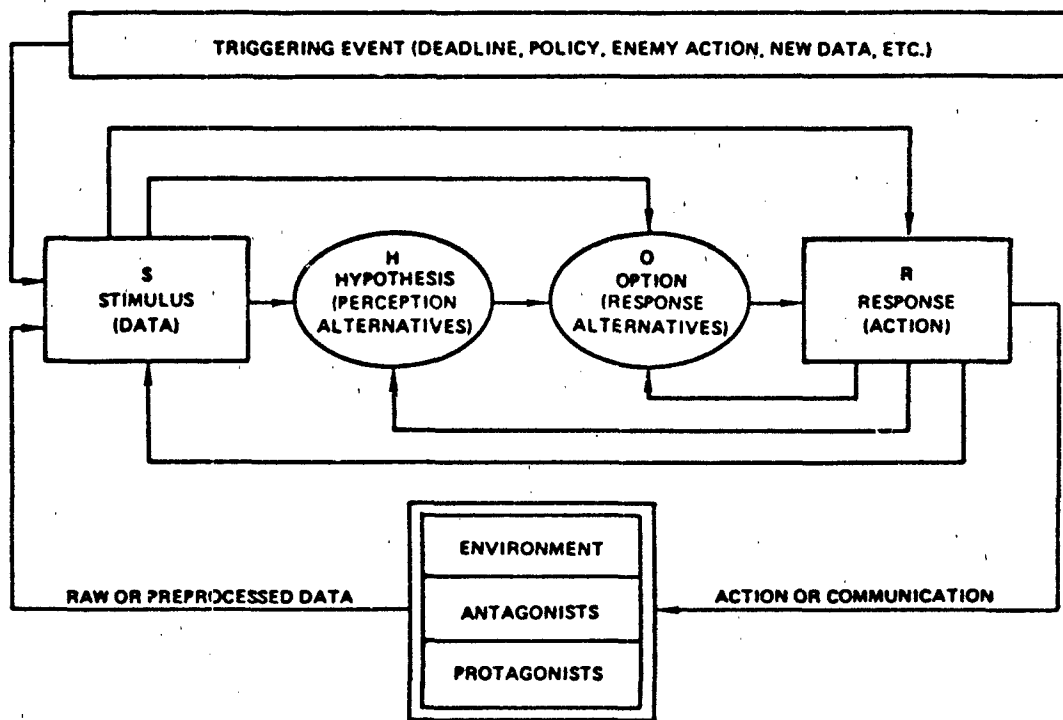 TRIGGERING EVENT (DEADLINE, POLICY, ENEMY ACTION, NEW DATA, ETC.)
S
STIMULUS
(DATA)
H
HYPOTHESIS
(PERCEPTION
ALTERNATIVES)
O
OPTION
(RESPONSE
ALTERNATIVES)
R
RESPONSE
(ACTION)
ENVIRONMENT
RAW OR PREPROCESSED DATA
ANTAGONISTS
ACTION OR COMMUNICATION
PROTAGONISTS